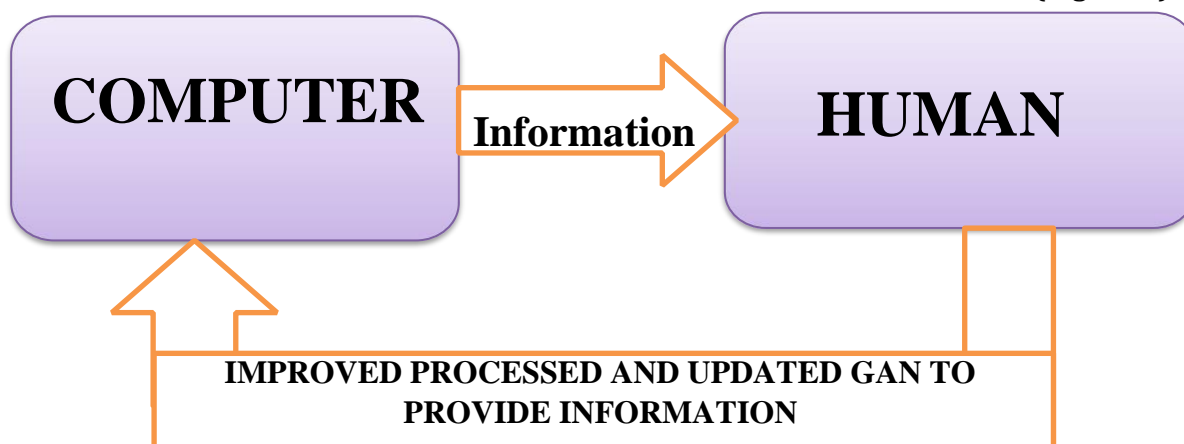 COMPUTER
Information
HUMAN
IMPROVED PROCESSED AND UPDATED GAN TO
PROVIDE INFORMATION